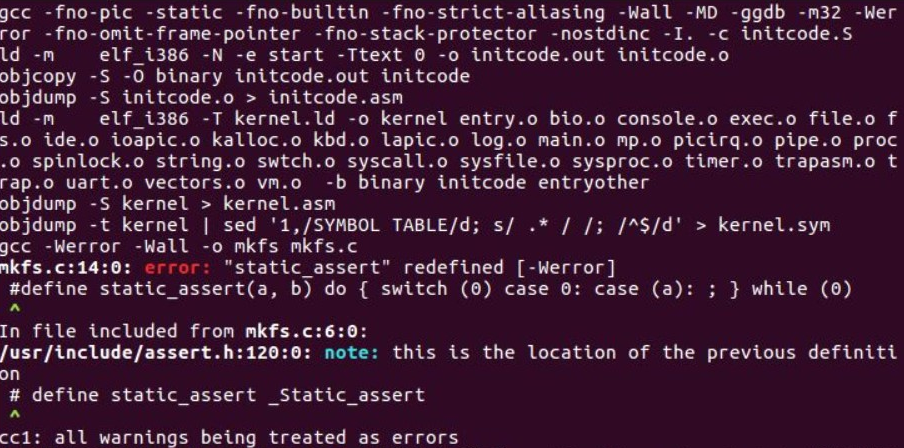 gcc -fno-pic -static -fno-builtin -fno-strict-aliasing -Wall -MD -ggdb -m32 -Wer
ror -fno-omit-frame-pointer -fno-stack-protector -nostdinc -I. -c initcode.S
ld -m    elf_i386 -N -e start -Ttext 0 -o initcode.out initcode.o
objcopy -S -O binary initcode.out initcode
objdump -S initcode.o > initcode.asm
ld -m    elf_i386 -T kernel.ld -o kernel entry.o bio.o console.o exec.o file.o f
s.o ide.o ioapic.o kalloc.o kbd.o lapic.o log.o main.o mp.o picirq.o pipe.o proc
.o spinlock.o string.o swtch.o syscall.o sysfile.o sysproc.o timer.o trapasm.o t
rap.o uart.o vectors.o vm.o  -b binary initcode entryother
objdump -S kernel > kernel.asm
objdump -t kernel | sed '1,/SYMBOL TABLE/d; s/ .* / /; /^$/d' > kernel.sym
gcc -Werror -Wall -o mkfs mkfs.c
mkfs.c:14:0: error: "static_assert" redefined [-Werror]
 #define static_assert(a, b) do { switch (0) case 0: case (a): ; } while (0)
 ^
In file included from mkfs.c:6:0:
/usr/include/assert.h:120:0: note: this is the location of the previous definiti
on
 # define static_assert _Static_assert
 ^
cc1: all warnings being treated as errors